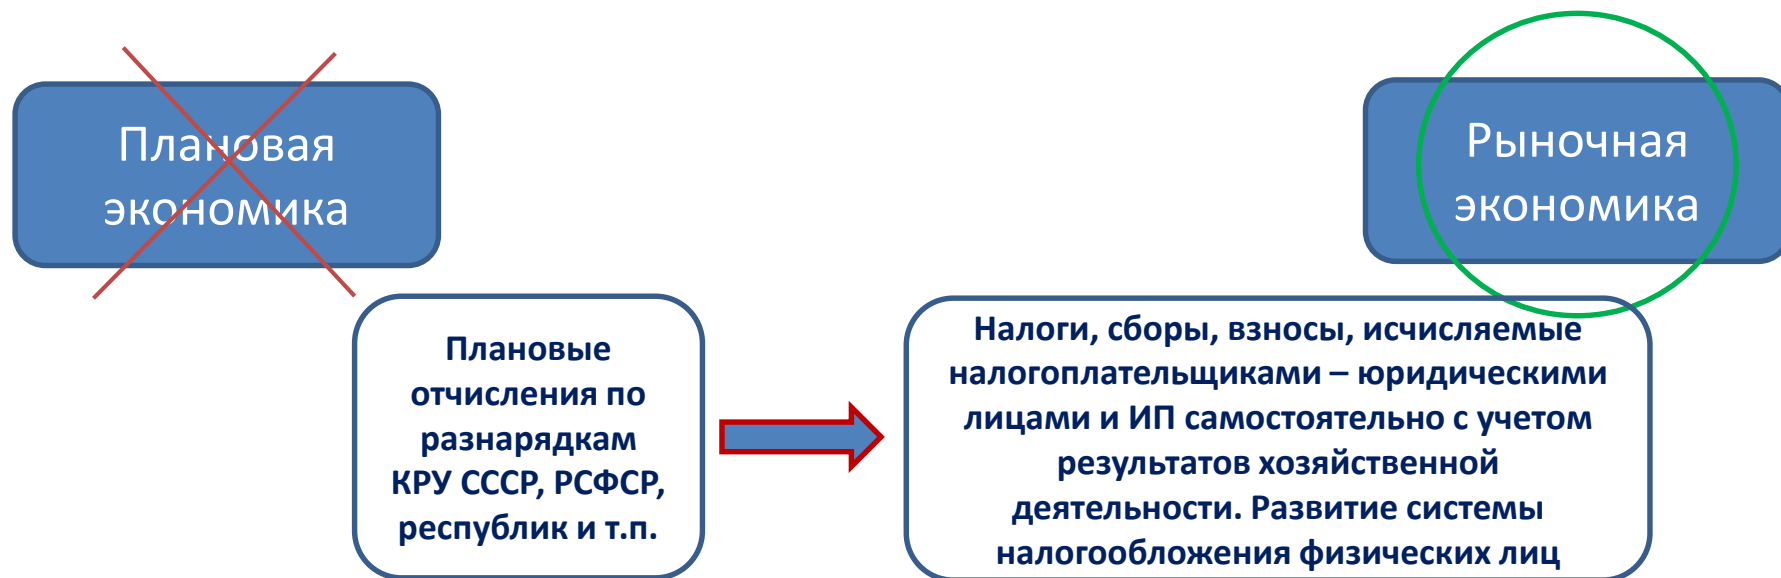 Плановая
экономика
Рыночная
экономика
Плановые
отчисления по
разнарядкам
КРУ СССР, РСФСР,
республик и т.п.
Налоги, сборы, взносы, исчисляемые
налогоплательщиками – юридическими
лицами и ИП самостоятельно с учетом
результатов хозяйственной
деятельности. Развитие системы
налогообложения физических лиц